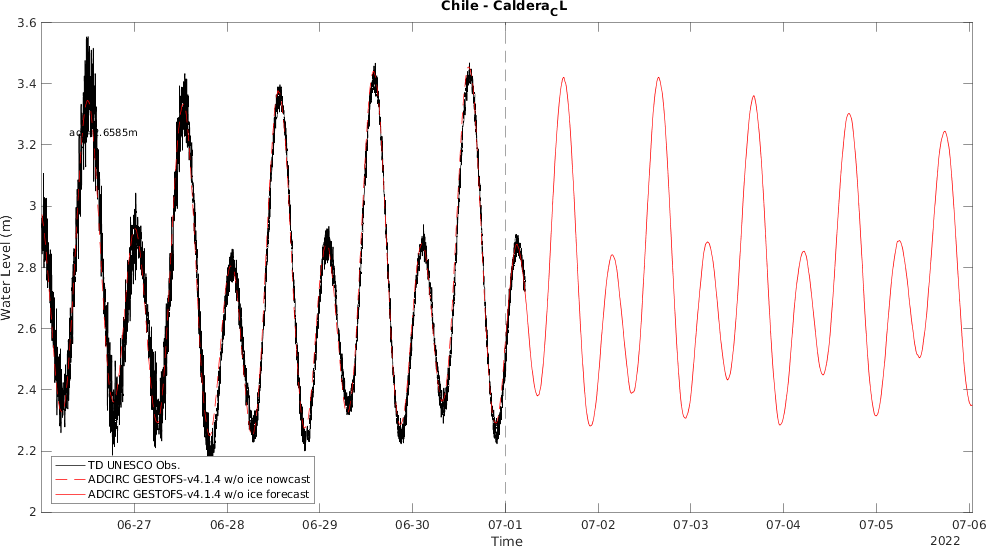 Chile - Caldera_CL
3.6
3.4
3.2
3
2.8
2.6
2.4
2.2
2
Water Level (m)
2.6585m
TD UNESCO Obs.
ADCIRC GESTOFS-v4.1.4 w/o ice nowcast
ADCIRC GESTOFS-v4.1.4 w/o ice forecast
06-27
06-28
06-29
06-30
07-01
07-02
07-03
07-04
07-05
07-06
Time
2022